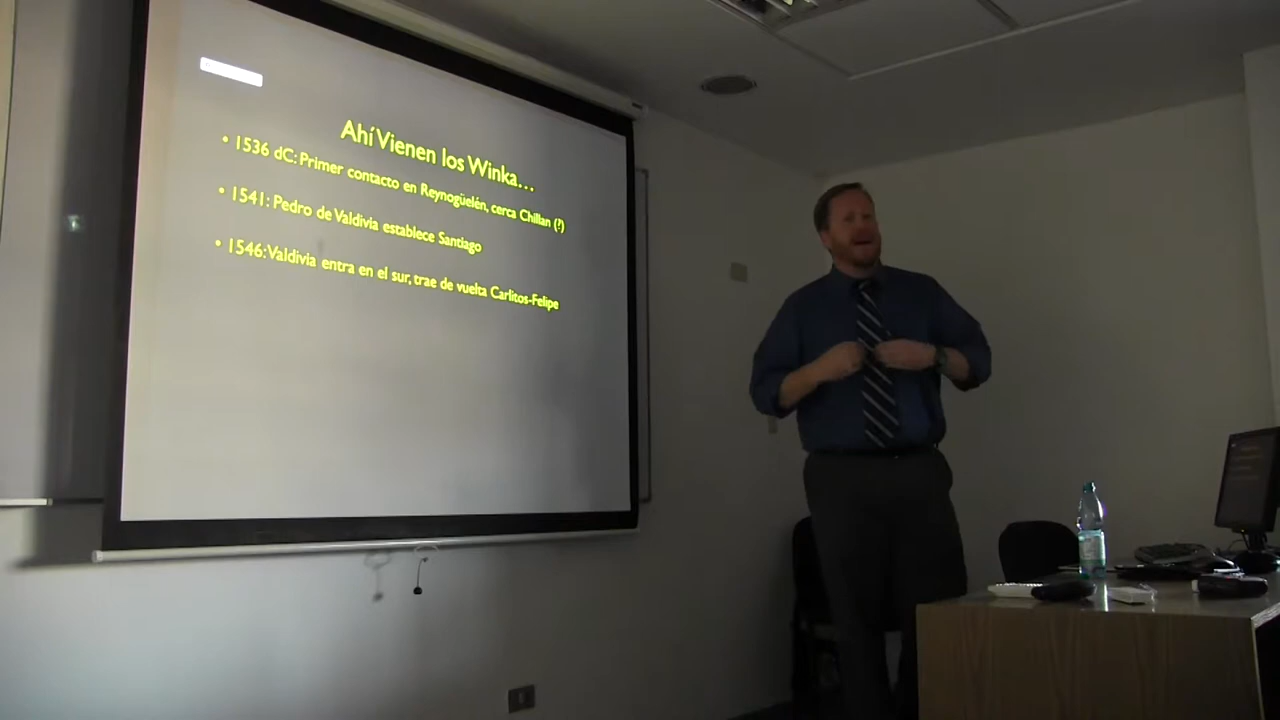 Ahí Vienen los Winka...
• 1536 dC: Primer contacto en Reynogüelén, cerca Chillan (?)
• 1541: Pedro de Valdivia establece Santiago
• 1546: Valdivia entra en el sur, trae de vuelta Carlitos-Felipe